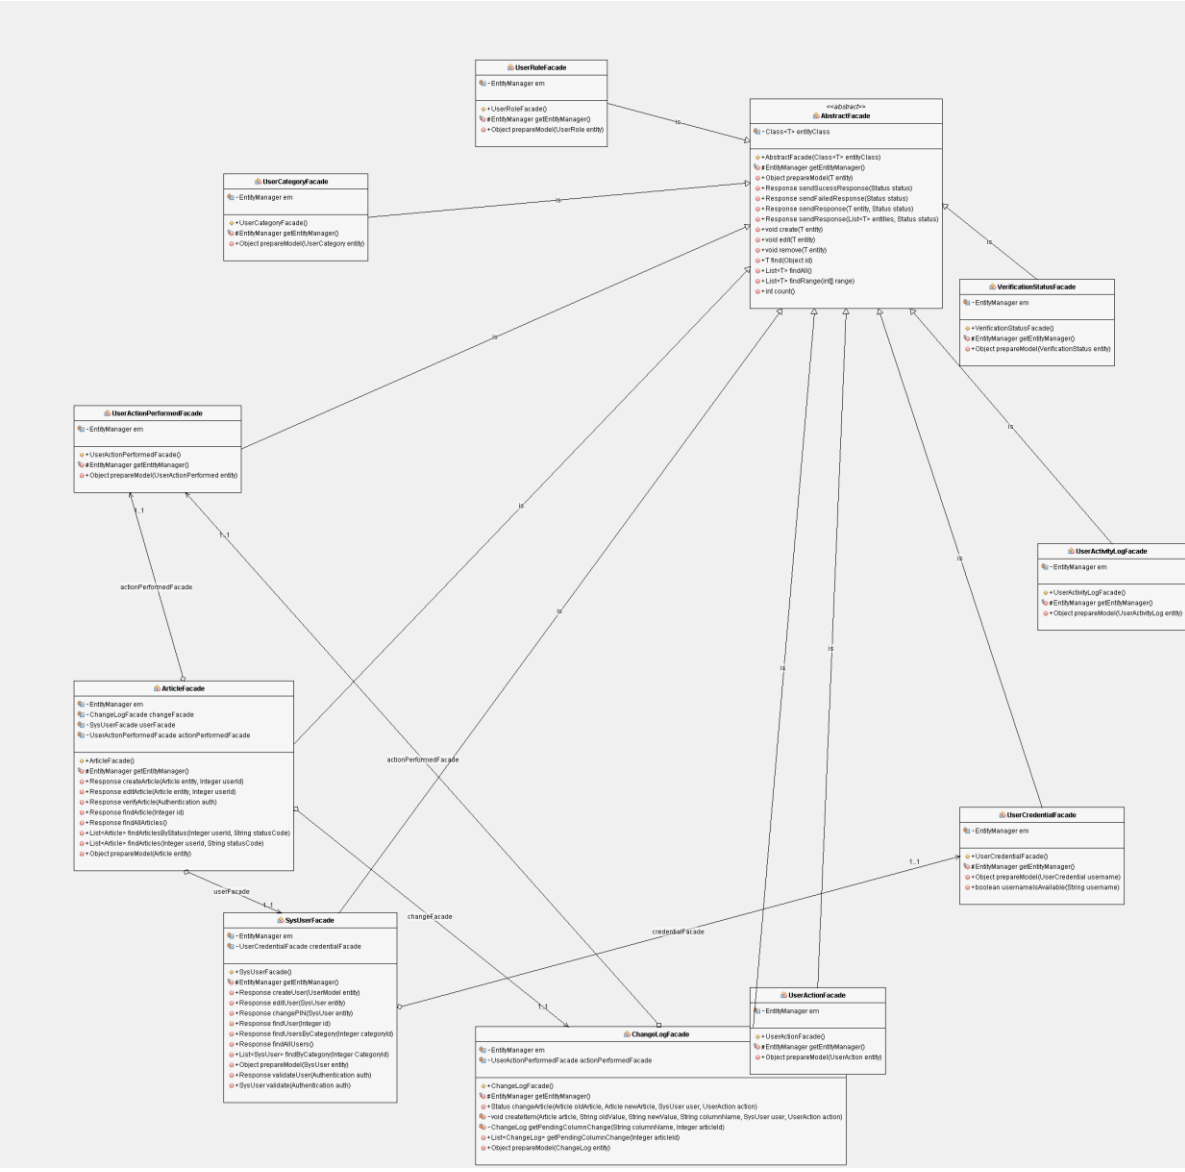 UserRoleFacade
-EntityManager em
+UserRoleFacade()
#EntityManager getEntityManager()
+Object prepareModel(UserRole entity)
is
<<abstract>>
AbstractFacade
-Class<T> entityClass
+AbstractFacade(Class<T> entityClass)
#EntityManager getEntityManager()
+Object prepareModel(T entity)
+Response sendSucessResponse(Status status)
+Response sendFailedResponse(Status status)
+Response sendResponse(T entity, Status status)
+Response sendResponse(List<T> entities, Status status)
+void create(T entity)
+void edit(T entity)
+void remove(T entity)
+T find(Object id)
+List<T> findAll()
+List<T> findRange(int[] range)
+int count()
UserCategoryFacade
-EntityManager em
+UserCategoryFacade()
#EntityManager getEntityManager()
+Object prepareModel(UserCategory entity)
is
is
VerificationStatusFacade
-EntityManager em
+VerificationStatusFacade()
#EntityManager getEntityManager()
+Object prepareModel(VerificationStatus entity)
is
UserActionPerformedFacade
-EntityManager em
+UserActionPerformedFacade()
#EntityManager getEntityManager()
+Object prepareModel(UserActionPerformed entity)
is
1..1
is
1..1
UserActivityLogFacade
-EntityManager em
+UserActivityLogFacade()
#EntityManager getEntityManager()
+Object prepareModel(UserActivityLog entity)
is
actionPerformedFacade
is
is
is
ArticleFacade
-EntityManager em
-ChangeLogFacade changeFacade
-SysUserFacade userFacade
-UserActionPerformedFacade actionPerformedFacade
+ArticleFacade()
#EntityManager getEntityManager()
+Response createArticle(Article entity, Integer userId)
+Response editArticle(Article entity, Integer userId)
+Response verifyArticle(Authentication auth)
+Response findArticle(Integer id)
+Response findAllArticles()
+List<Article> findArticlesByStatus(Integer userId, String statusCode)
+List<Article> findArticles(Integer userId, String statusCode)
+Object prepareModel(Article entity)
actionPerformedFacade
UserCredentialFacade
-EntityManager em
+UserCredentialFacade()
#EntityManager getEntityManager()
+Object prepareModel(UserCredential username)
+boolean usernameIsAvailable(String username)
1..1
userFacade
1..1
changeFacade
credentialFacade
SysUserFacade
-EntityManager em
-UserCredentialFacade credentialFacade
+SysUserFacade()
#EntityManager getEntityManager()
+Response createUser(UserModel entity)
+Response editUser(SysUser entity)
+Response changePIN(SysUser entity)
+Response findUser(Integer id)
+Response findUsersByCategory(Integer categoryId)
+Response findAllUsers()
+List<SysUser> findByCategory(Integer CategoryId)
+Object prepareModel(SysUser entity)
+Response validateUser(Authentication auth)
+SysUser validate(Authentication auth)
1..1
UserActionFacade
-EntityManager em
+UserActionFacade()
#EntityManager getEntityManager()
+Object prepareModel(UserAction entity)
ChangeLogFacade
-EntityManager em
-UserActionPerformedFacade actionPerformedFacade
+ChangeLogFacade()
#EntityManager getEntityManager()
+Status changeArticle(Article oldArticle, Article newArticle, SysUser user, UserAction action)
-void createItem(Article article, String oldValue, String newValue, String columnName, SysUser user, UserAction action)
-ChangeLog getPendingColumnChange(String columnName, Integer articleId)
+List<ChangeLog> getPendingColumnChange(Integer articleId)
+Object prepareModel(ChangeLog entity)